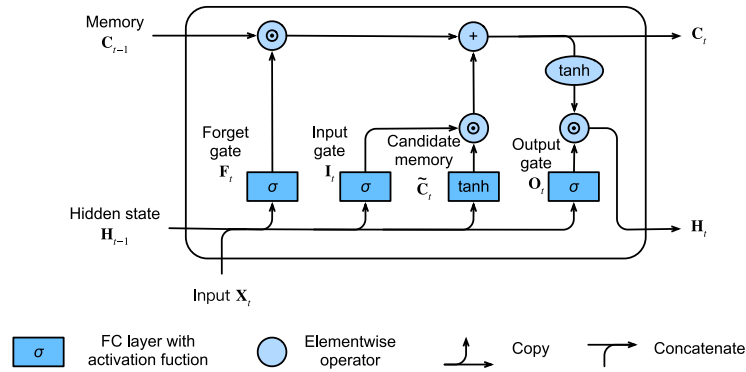 Memory
C_{t-1}
⊙
+
C_t
tanh
Forget
gate
F_t
Input
gate
I_t
Candidate
memory
C̃_t
⊙
Output
gate
O_t
⊙
σ
σ
tanh
σ
Hidden state
H_{t-1}
H_t
Input X_t
σ
FC layer with
activation fuction
Elementwise
operator
Copy
Concatenate